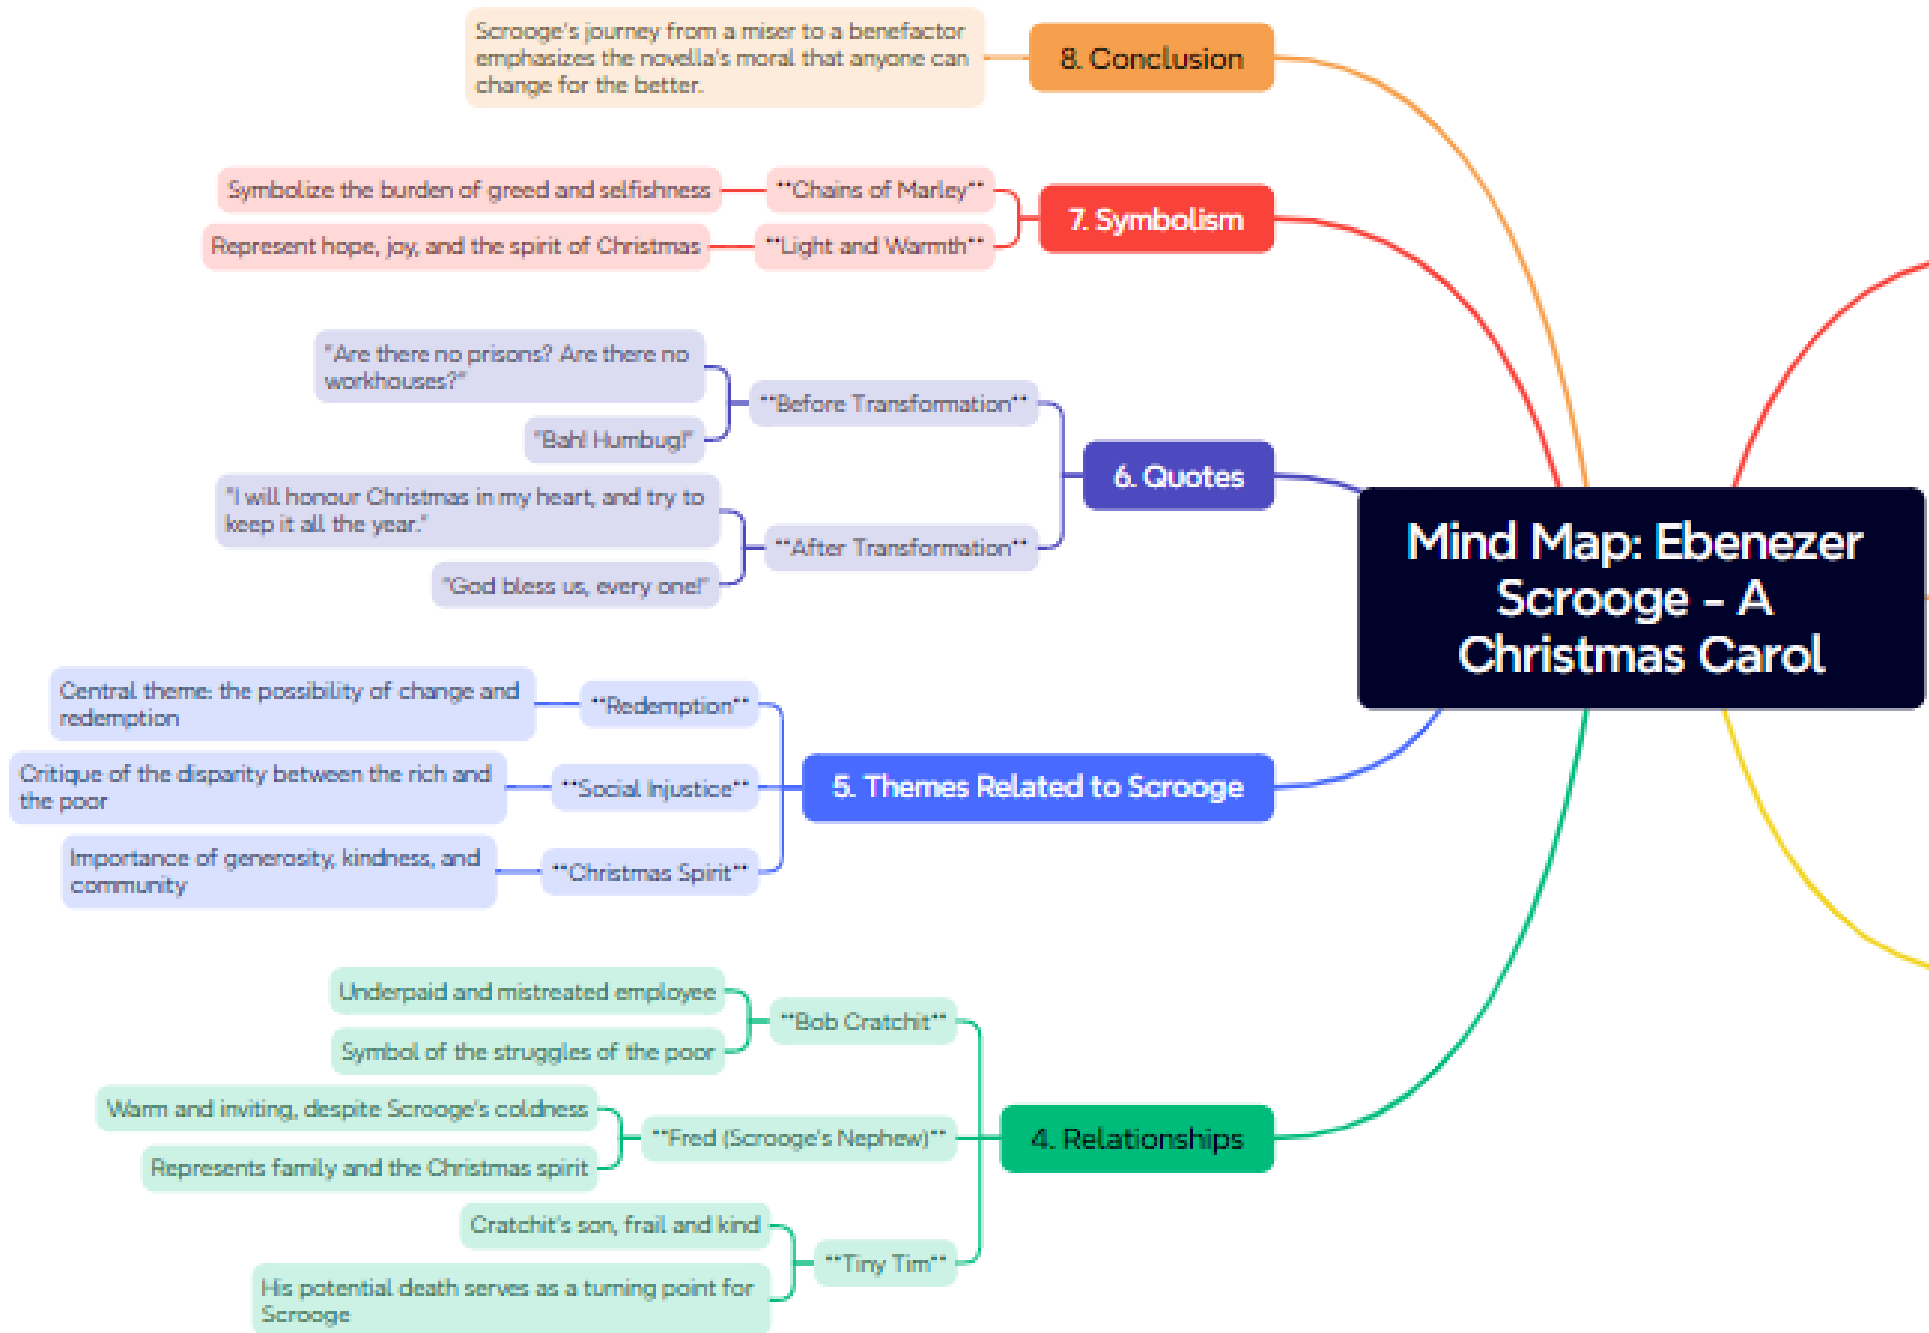 Scrooge's journey from a miser to a benefactor
emphasizes the novella's moral that anyone can
change for the better.
8. Conclusion
Symbolize the burden of greed and selfishness
**Chains of Marley**
7. Symbolism
Represent hope, joy, and the spirit of Christmas
**Light and Warmth**
"Are there no prisons? Are there no
workhouses?"
**Before Transformation**
"Bah! Humbug!"
6. Quotes
"I will honour Christmas in my heart, and try to
keep it all the year."
**After Transformation**
"God bless us, every one!"
Mind Map: Ebenezer
Scrooge - A
Christmas Carol
Central theme: the possibility of change and
redemption
**Redemption**
Critique of the disparity between the rich and
the poor
**Social Injustice**
5. Themes Related to Scrooge
Importance of generosity, kindness, and
community
**Christmas Spirit**
Underpaid and mistreated employee
**Bob Cratchit**
Symbol of the struggles of the poor
Warm and inviting, despite Scrooge's coldness
**Fred (Scrooge's Nephew)**
4. Relationships
Represents family and the Christmas spirit
Cratchit's son, frail and kind
**Tiny Tim**
His potential death serves as a turning point for
Scrooge